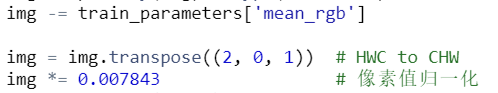 img -= train_parameters['mean_rgb']
img = img.transpose((2, 0, 1))  # HWC to CHW
img *= 0.007843                 # 像素值归一化